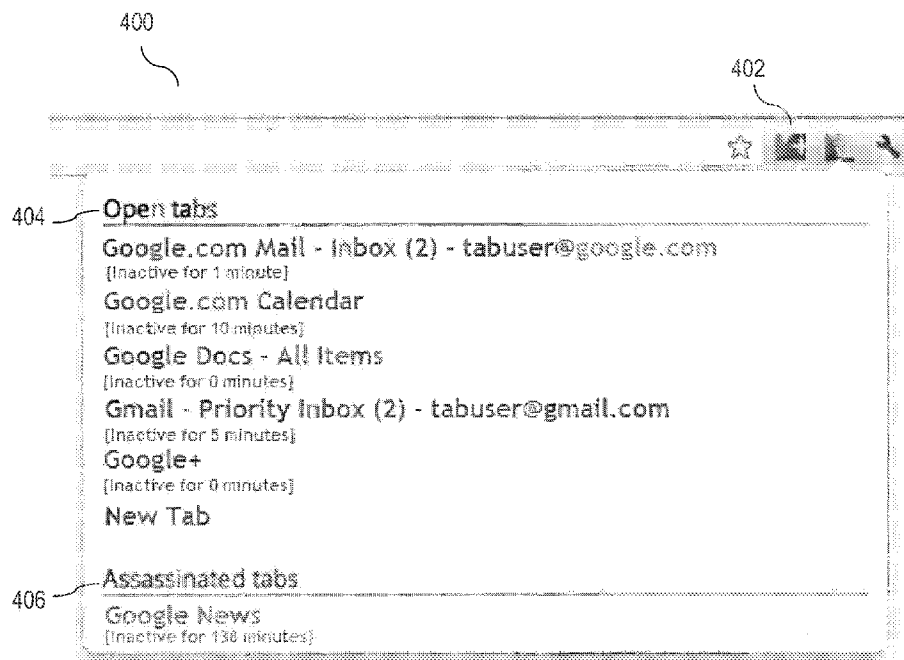 400
402
404
Open tabs
Google.com Mail - Inbox (2) - tabuser@google.com
[Inactive for 1 minute]
Google.com Calendar
[Inactive for 10 minutes]
Google Docs - All Items
[Inactive for 0 minutes]
Gmail - Priority Inbox (2) - tabuser@gmail.com
[Inactive for 5 minutes]
Google+
[Inactive for 0 minutes]
New Tab
406
Assassinated tabs
Google News
[Inactive for 138 minutes]